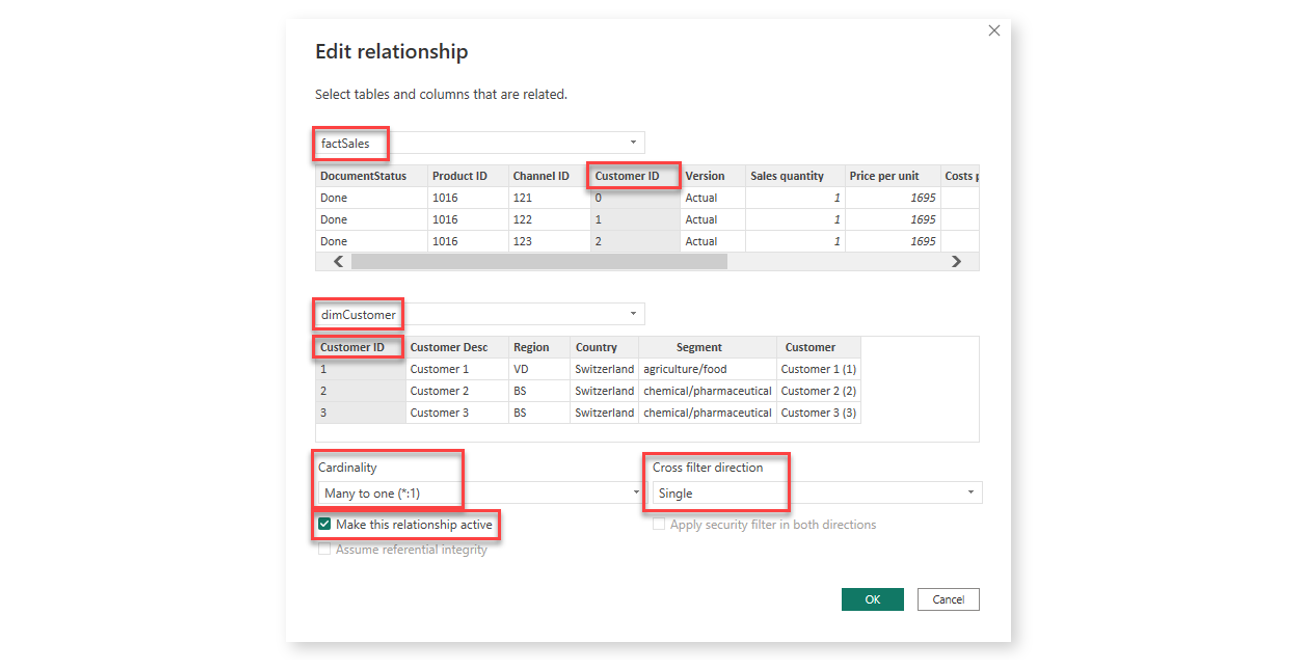 Edit relationship
Select tables and columns that are related.
factSales
DocumentStatus Product ID Channel ID Customer ID Version Sales quantity Price per unit Costs p
Done 1016 121 0 Actual 1 1695
Done 1016 122 1 Actual 1 1695
Done 1016 123 2 Actual 1 1695
dimCustomer
Customer ID Customer Desc Region Country Segment Customer
1 Customer 1 VD Switzerland agriculture/food Customer 1 (1)
2 Customer 2 BS Switzerland chemical/pharmaceutical Customer 2 (2)
3 Customer 3 BS Switzerland chemical/pharmaceutical Customer 3 (3)
Cardinality Cross filter direction
Many to one (*:1) Single
Make this relationship active Apply security filter in both directions
Assume referential integrity
OK Cancel